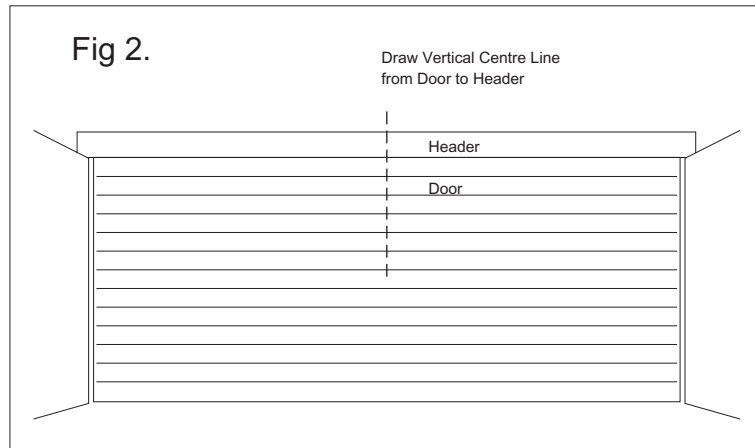 Fig 2.
Draw Vertical Centre Line
from Door to Header
Header
Door